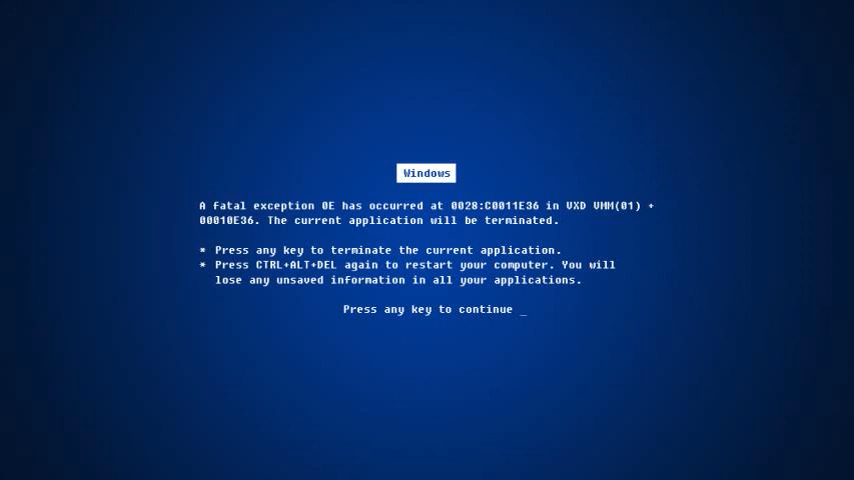 Windows
A fatal exception 0E has occurred at 0028:C0011E36 in VXD VMM(01) +
00010E36. The current application will be terminated.
* Press any key to terminate the current application.
* Press CTRL+ALT+DEL again to restart your computer. You will
lose any unsaved information in all your applications.
Press any key to continue _